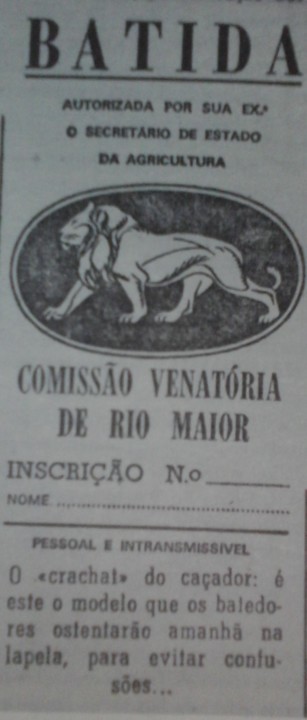 BATIDA
AUTORIZADA POR SUA EX.ª
O SECRETÁRIO DE ESTADO
DA AGRICULTURA
COMISSÃO VENATÓRIA
DE RIO MAIOR
INSCRIÇÃO N.o______
NOME ........................................
PESSOAL E INTRANSMISSIVEL
O «crachat» do caçador: é
este o modelo que os batedo-
res ostentarão amanhã na
lapela, para evitar confu-
sões...